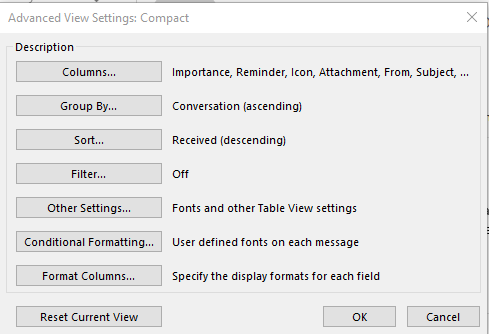 Advanced View Settings: Compact
Description
Columns... Importance, Reminder, Icon, Attachment, From, Subject, ...
Group By... Conversation (ascending)
Sort... Received (descending)
Filter... Off
Other Settings... Fonts and other Table View settings
Conditional Formatting... User defined fonts on each message
Format Columns... Specify the display formats for each field
Reset Current View OK Cancel